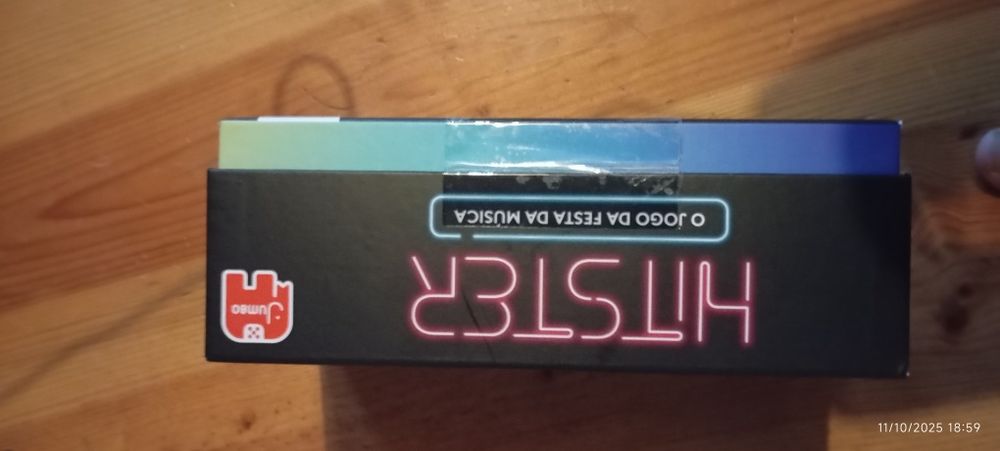 HITSTER
O JOGO DA FESTA DA MÚSICA
Jumbo
11/10/2025 18:59